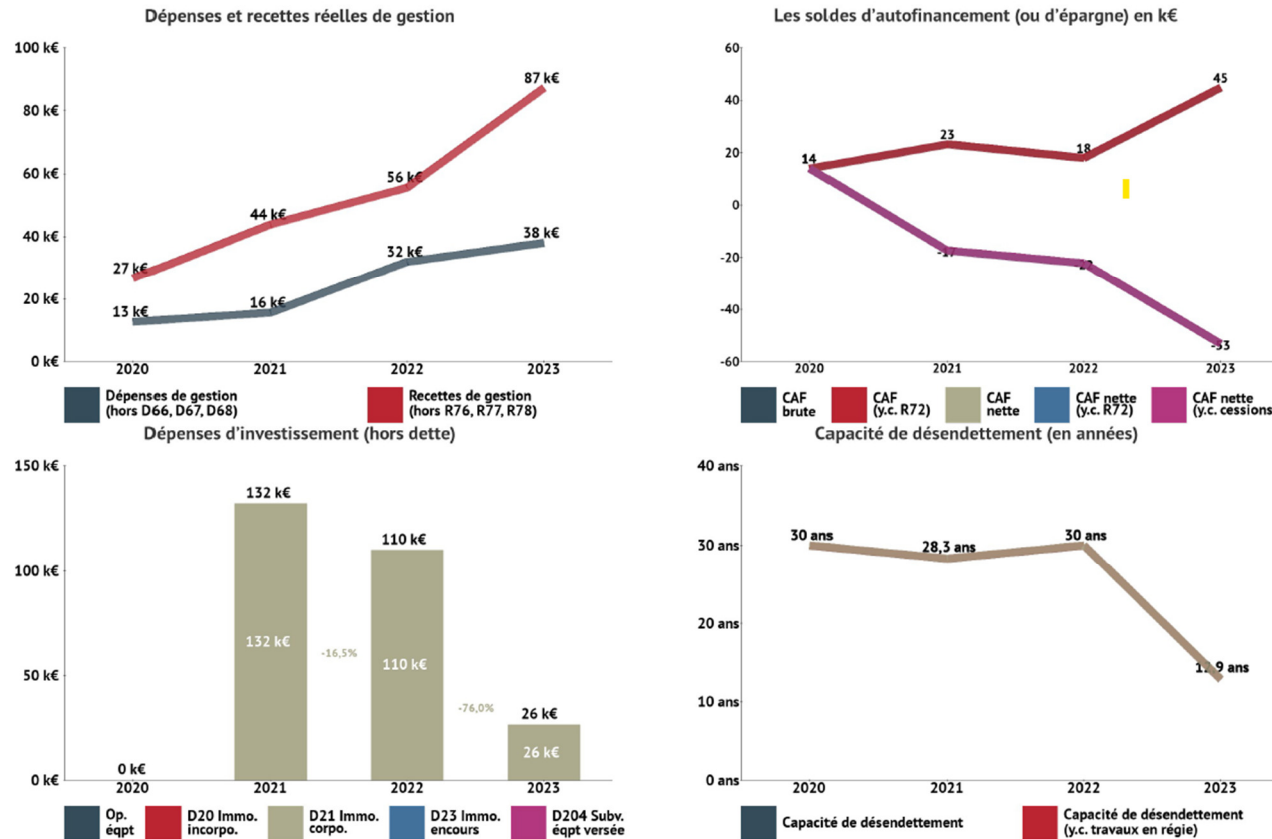 Dépenses et recettes réelles de gestion
100 k€
80 k€
60 k€
40 k€
20 k€
0 k€
27 k€
44 k€
56 k€
87 k€
13 k€
16 k€
32 k€
38 k€
2020 2021 2022 2023
Dépenses de gestion
(hors D66, D67, D68)
Recettes de gestion
(hors R76, R77, R78)
Les soldes d'autofinancement (ou d'épargne) en k€
60
40
20
0
-20
-40
-60
14
23
18
45
-17
-53
2020 2021 2022 2023
CAF
brute
CAF
(y.c. R72)
CAF
nette
CAF nette
(y.c. R72)
CAF nette
(y.c. cessions
Dépenses d'investissement (hors dette)
150 k€
100 k€
50 k€
0 k€
0 k€
132 k€
132 k€
-16,5%
110 k€
110 k€
-76,0%
26 k€
26 k€
2020 2021 2022 2023
Op.
éqpt
D20 Immo.
incorpo.
D21 Immo.
corpo.
D23 Immo.
encours
D204 Subv.
éqpt versée
Capacité de désendettement (en années)
40 ans
30 ans
20 ans
10 ans
0 ans
30 ans
28,3 ans
30 ans
ans
2020 2021 2022 2023
Capacité de désendettement
Capacité de désendettement
(y.c. travaux en régie)